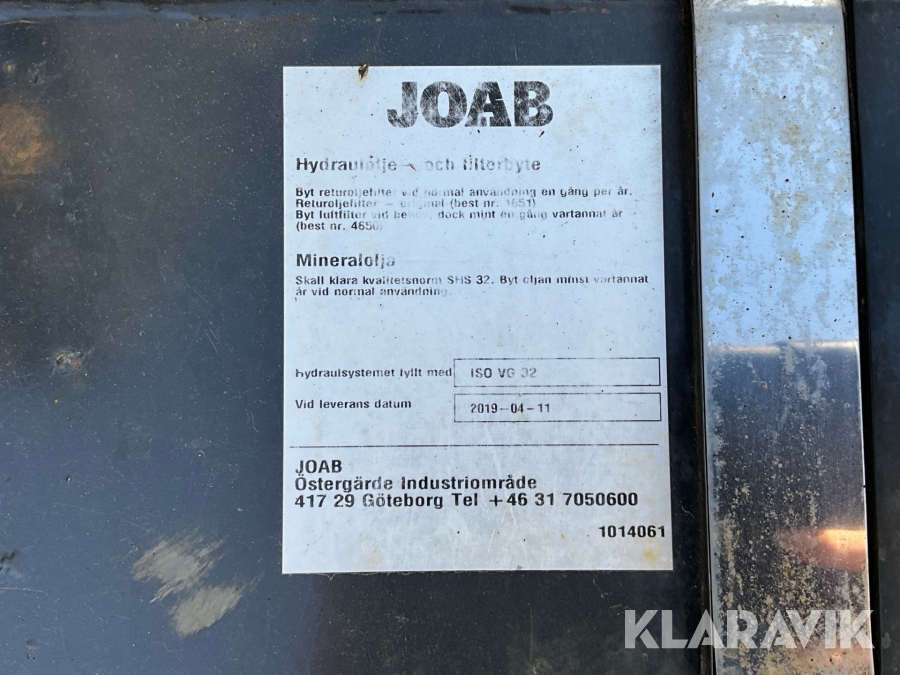 JOAB
Hydraulolje – och filterbyte
Byt returoljefilter vid normal användning en gång per år.
Returoljefilter – original (best nr. 4651)
Byt luftfilter vid behov, dock minst en gång vartannat år
(best nr. 4650)
Mineralolja
Skall klara kvalitetsnorm SHS 32. Byt oljan minst vartannat
år vid normal användning.
Hydraulsystemet fyllt med ISO VG 32
Vid leverans datum 2019-04-11
JOAB
Östergärde Industriområde
417 29 Göteborg Tel +46 31 7050600
1014061
KLARAVIK